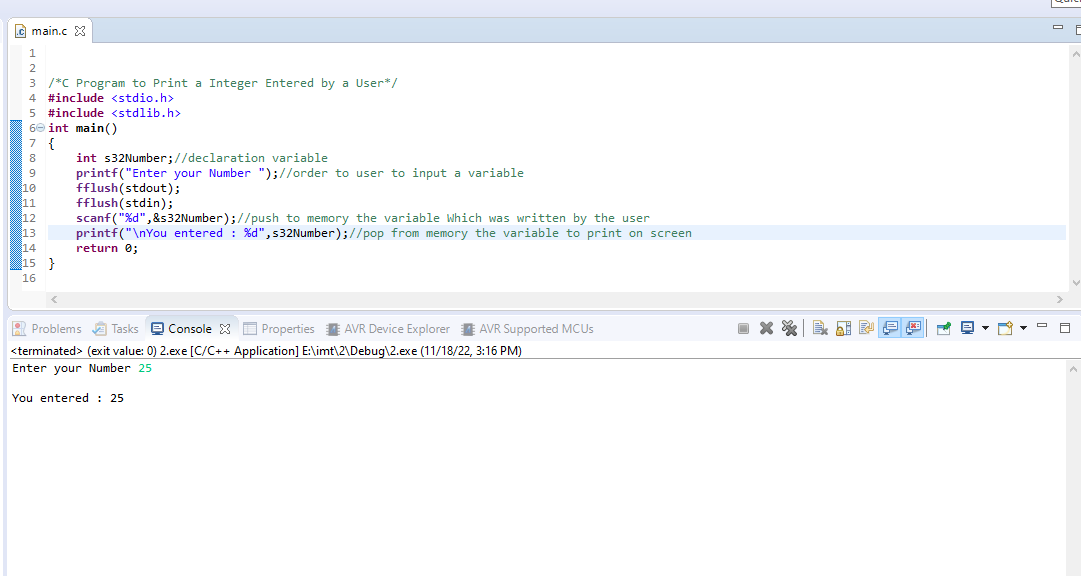 main.c
1
2
3 /*C Program to Print a Integer Entered by a User*/
4 #include <stdio.h>
5 #include <stdlib.h>
6 int main()
7 {
8 int s32Number;//declaration variable
9 printf("Enter your Number ");//order to user to input a variable
10 fflush(stdout);
11 fflush(stdin);
12 scanf("%d",&s32Number);//push to memory the variable Which was written by the user
13 printf("\nYou entered : %d",s32Number);//pop from memory the variable to print on screen
14 return 0;
15 }
16
Problems Tasks Console Properties AVR Device Explorer AVR Supported MCUs
<terminated> (exit value: 0) 2.exe [C/C++ Application] E:\imt\2\Debug\2.exe (11/18/22, 3:16 PM)
Enter your Number 25
You entered : 25